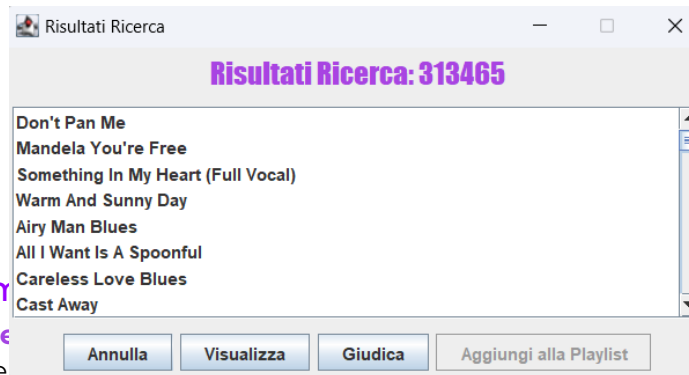 Risultati Ricerca
Risultati Ricerca: 313465
Don't Pan Me
Mandela You're Free
Something In My Heart (Full Vocal)
Warm And Sunny Day
Airy Man Blues
All I Want Is A Spoonful
Careless Love Blues
Cast Away
Annulla Visualizza Giudica Aggiungi alla Playlist